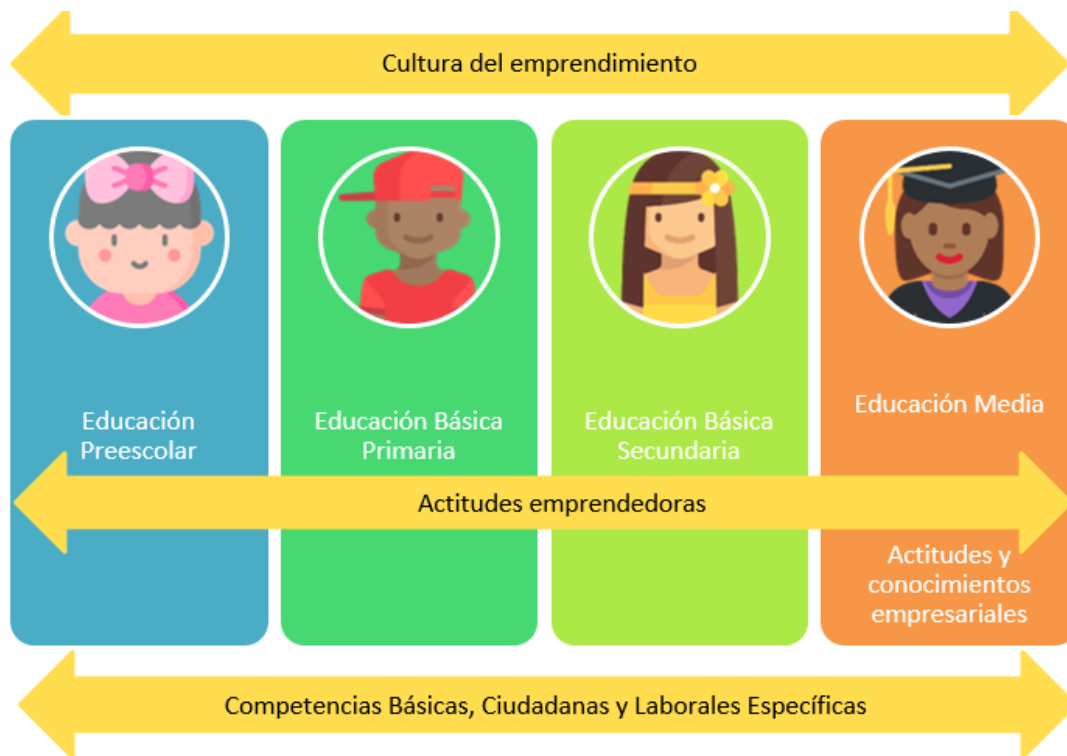 Cultura del emprendimiento
Educación
Preescolar
Educación Básica
Primaria
Educación Básica
Secundaria
Educación Media
Actitudes emprendedoras
Actitudes y
conocimientos
empresariales
Competencias Básicas, Ciudadanas y Laborales Específicas